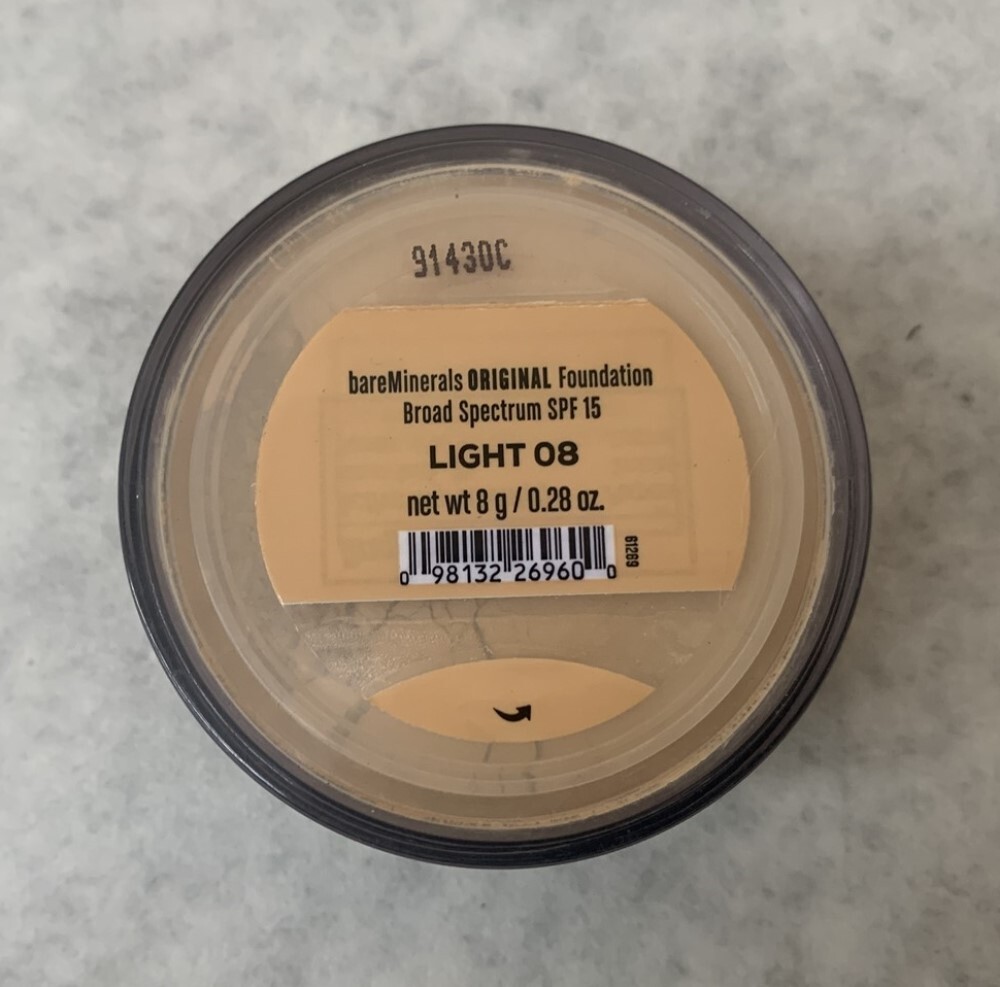 91430C
bareMinerals ORIGINAL Foundation
Broad Spectrum SPF 15
LIGHT 08
net wt 8 g / 0.28 oz.
0 98132 26960 0
61269